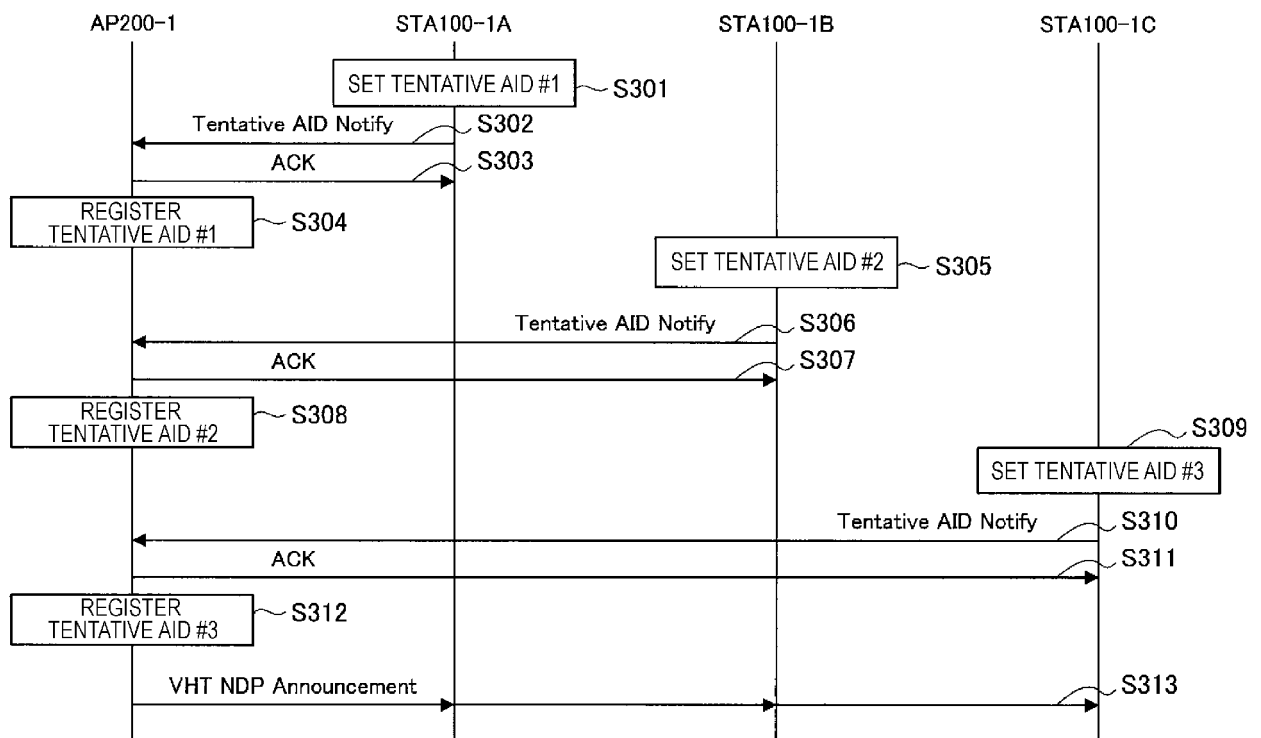 AP200-1
STA100-1A
STA100-1B
STA100-1C
SET TENTATIVE AID #1
S301
Tentative AID Notify
S302
ACK
S303
REGISTER
TENTATIVE AID #1
S304
SET TENTATIVE AID #2
S305
Tentative AID Notify
S306
ACK
S307
REGISTER
TENTATIVE AID #2
S308
S309
SET TENTATIVE AID #3
Tentative AID Notify
S310
ACK
S311
REGISTER
TENTATIVE AID #3
S312
VHT NDP Announcement
S313